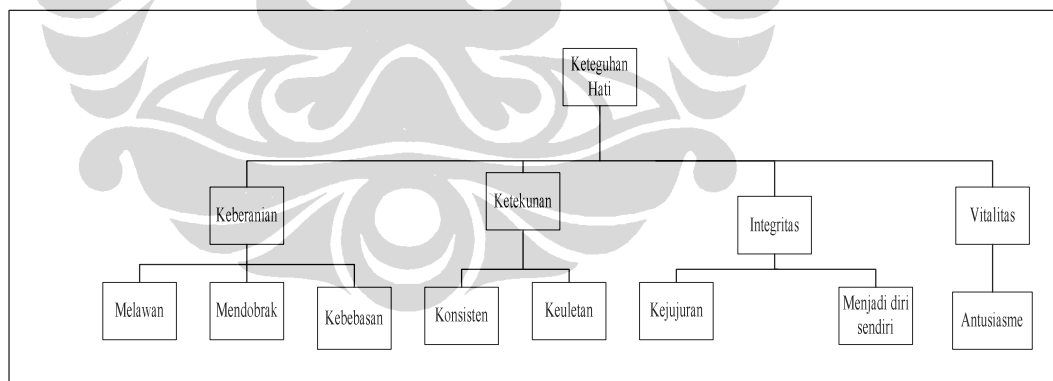 Keteguhan
Hati
Keberanian
Ketekunan
Integritas
Vitalitas
Melawan
Mendobrak
Kebebasan
Konsisten
Keuletan
Kejujuran
Menjadi diri
sendiri
Antusiasme